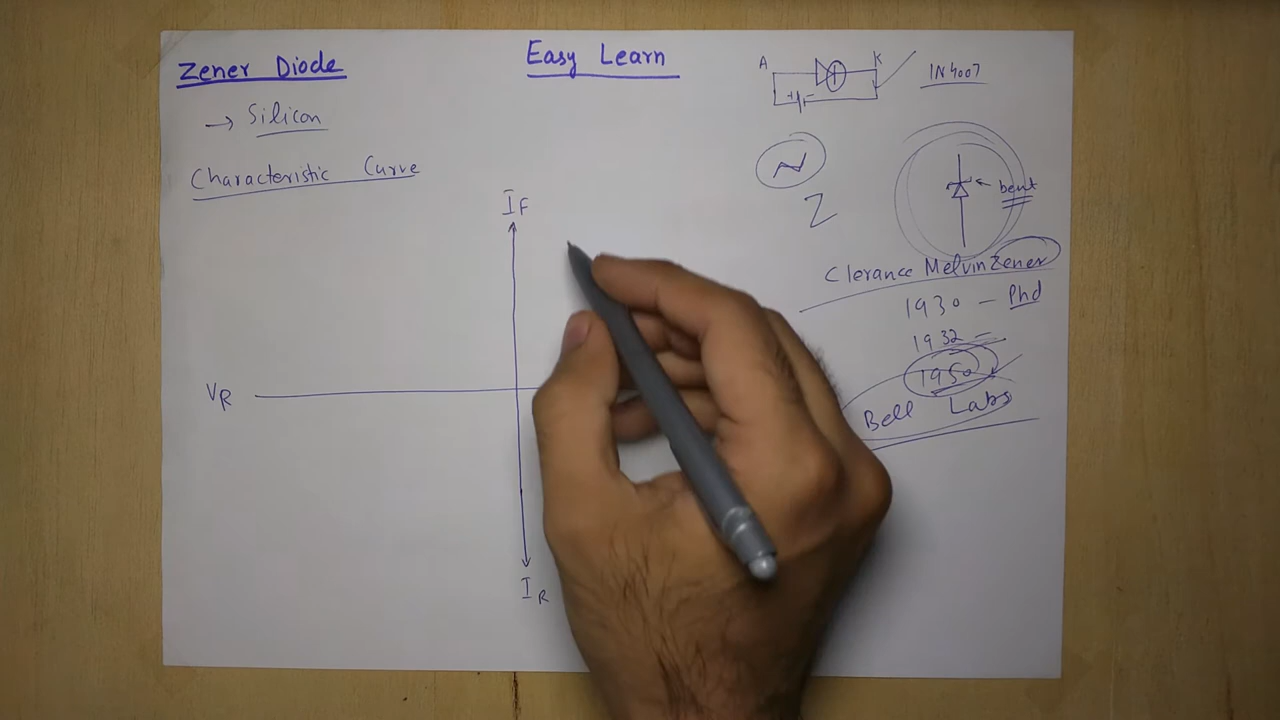 Zener Diode
Easy Learn
→ Silicon
Characteristic Curve
A
K
+ -
1N4007
Z
bent
Clerance Melvin Zener
1930 - Phd
1932
1950
Bell Labs
IF
VR
IR